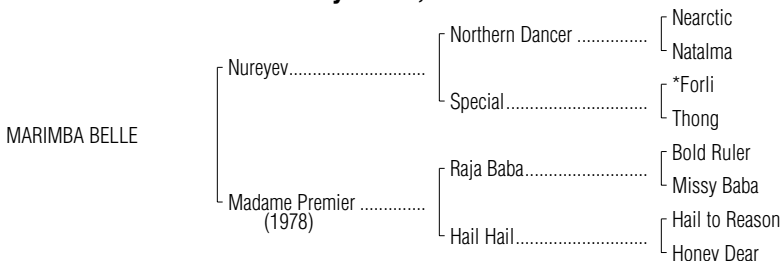 Nearctic
Northern Dancer ...............
Natalma
Nureyev.............................
*Forli
Special..............................
Thong
MARIMBA BELLE
Bold Ruler
Raja Baba..........................
Missy Baba
Madame Premier ..............
(1978)
Hail to Reason
Hail Hail............................
Honey Dear